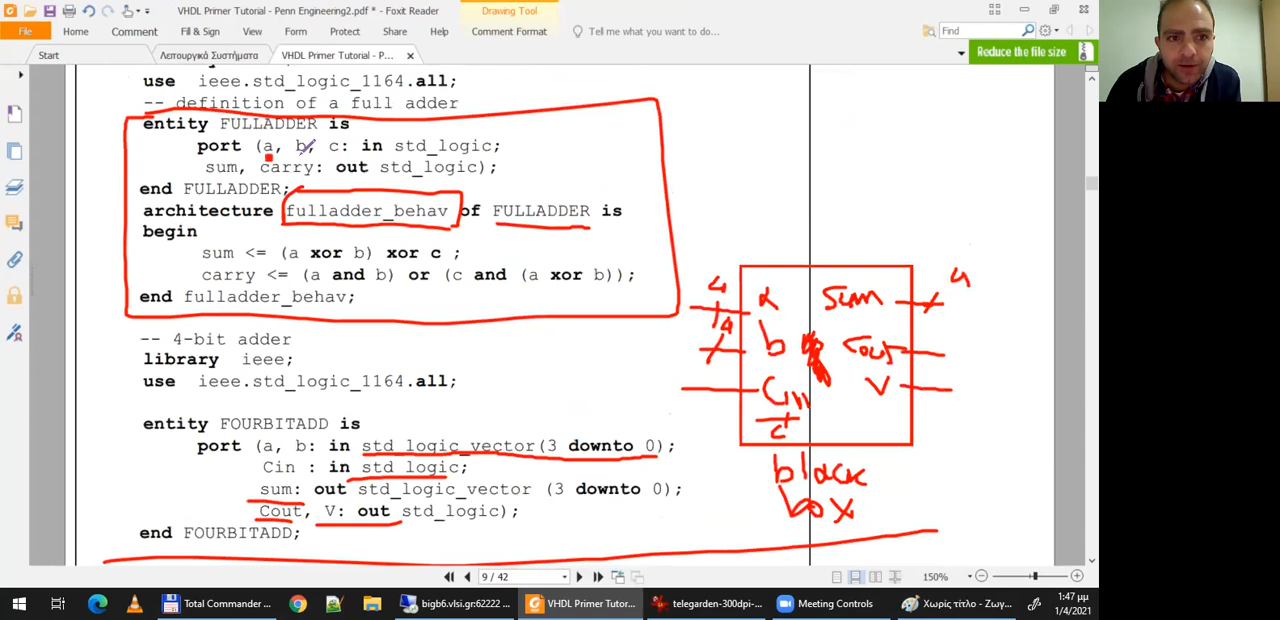 VHDL Primer Tutorial - Penn Engineering2.pdf * - Foxit Reader
Drawing Tool
File
Home
Comment
Fill & Sign
View
Form
Protect
Share
Help
Comment Format
Tell me what you want to do...
Find
Start
Λειτουργικά Συστήματα
VHDL Primer Tutorial - P...
Reduce the file size
use ieee.std_logic_1164.all;
-- definition of a full adder
entity FULLADDER is
port (a, b, c: in std_logic;
sum, carry: out std_logic);
end FULLADDER;
architecture fulladder_behav of FULLADDER is
begin
sum <= (a xor b) xor c ;
carry <= (a and b) or (c and (a xor b));
end fulladder_behav;
-- 4-bit adder
library ieee;
use ieee.std_logic_1164.all;
entity FOURBITADD is
port (a, b: in std_logic_vector(3 downto 0);
Cin : in std_logic;
sum: out std_logic_vector (3 downto 0);
Cout, V: out std_logic);
end FOURBITADD;
4
a
sum
4
4
b
Cout
Cin
V
c
black
box
9 / 42
150%
Total Commander ...
bigb6.vlsi.gr:62222 ...
VHDL Primer Tutor...
telegarden-300dpi-...
Meeting Controls
Χωρίς τίτλο - Ζωγ...
1:47 μμ
1/4/2021